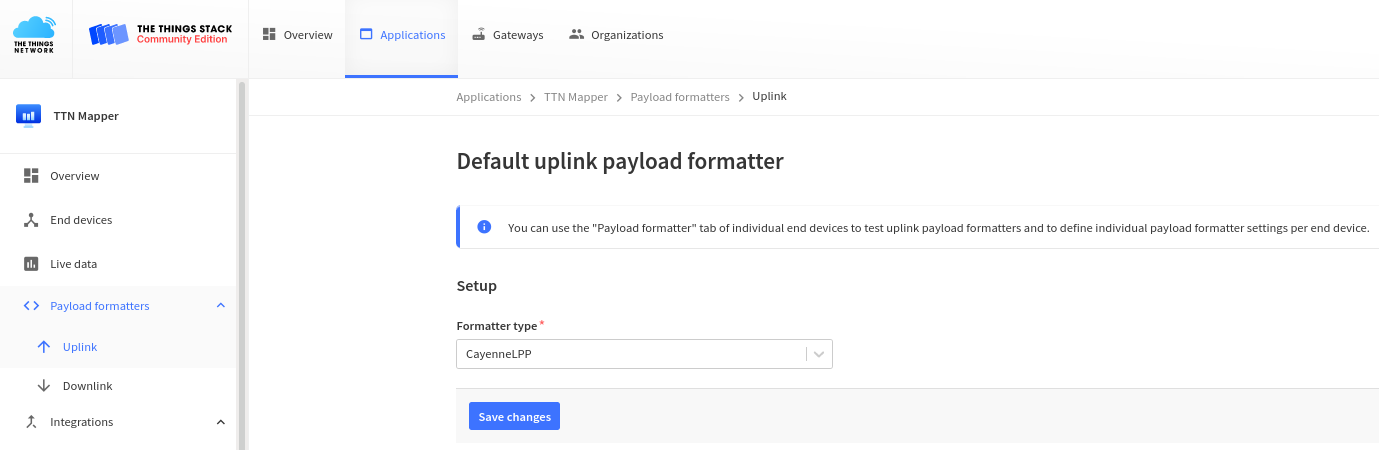 THE THINGS
NETWORK
THE THINGS STACK
Community Edition
Overview
Applications
Gateways
Organizations
TTN Mapper
Overview
End devices
Live data
Payload formatters
Uplink
Downlink
Integrations
Applications > TTN Mapper > Payload formatters > Uplink
Default uplink payload formatter
You can use the "Payload formatter" tab of individual end devices to test uplink payload formatters and to define individual payload formatter settings per end device.
Setup
Formatter type *
CayenneLPP
Save changes